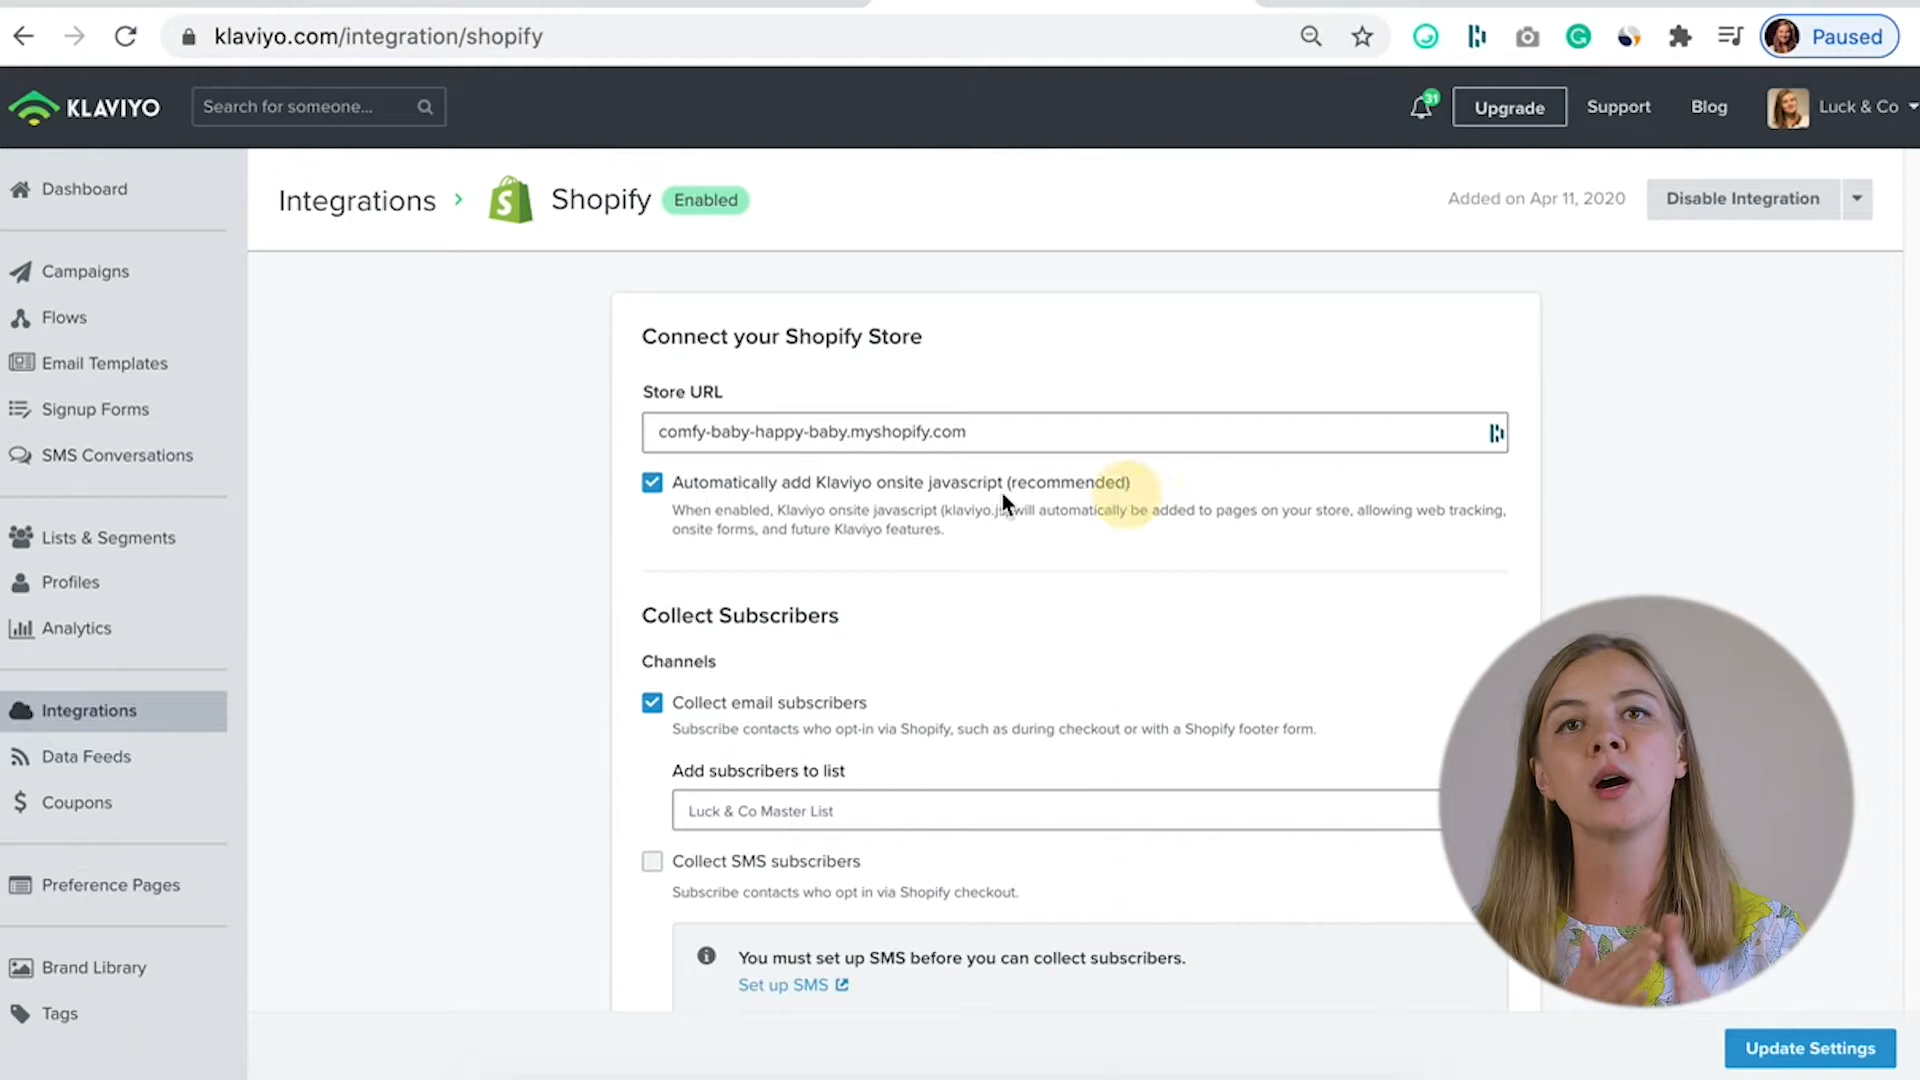 klaviyo.com/integration/shopify
Paused
KLAVIYO
Search for someone...
31
Upgrade
Support
Blog
Luck & Co
Dashboard
Campaigns
Flows
Email Templates
Signup Forms
SMS Conversations
Lists & Segments
Profiles
Analytics
Integrations
Data Feeds
Coupons
Preference Pages
Brand Library
Tags
Integrations > Shopify Enabled
Added on Apr 11, 2020
Disable Integration
Connect your Shopify Store
Store URL
comfy-baby-happy-baby.myshopify.com
Automatically add Klaviyo onsite javascript (recommended)
When enabled, Klaviyo onsite javascript (klaviyo.js) will automatically be added to pages on your store, allowing web tracking,
onsite forms, and future Klaviyo features.
Collect Subscribers
Channels
Collect email subscribers
Subscribe contacts who opt-in via Shopify, such as during checkout or with a Shopify footer form.
Add subscribers to list
Luck & Co Master List
Collect SMS subscribers
Subscribe contacts who opt in via Shopify checkout.
You must set up SMS before you can collect subscribers.
Set up SMS
Update Settings